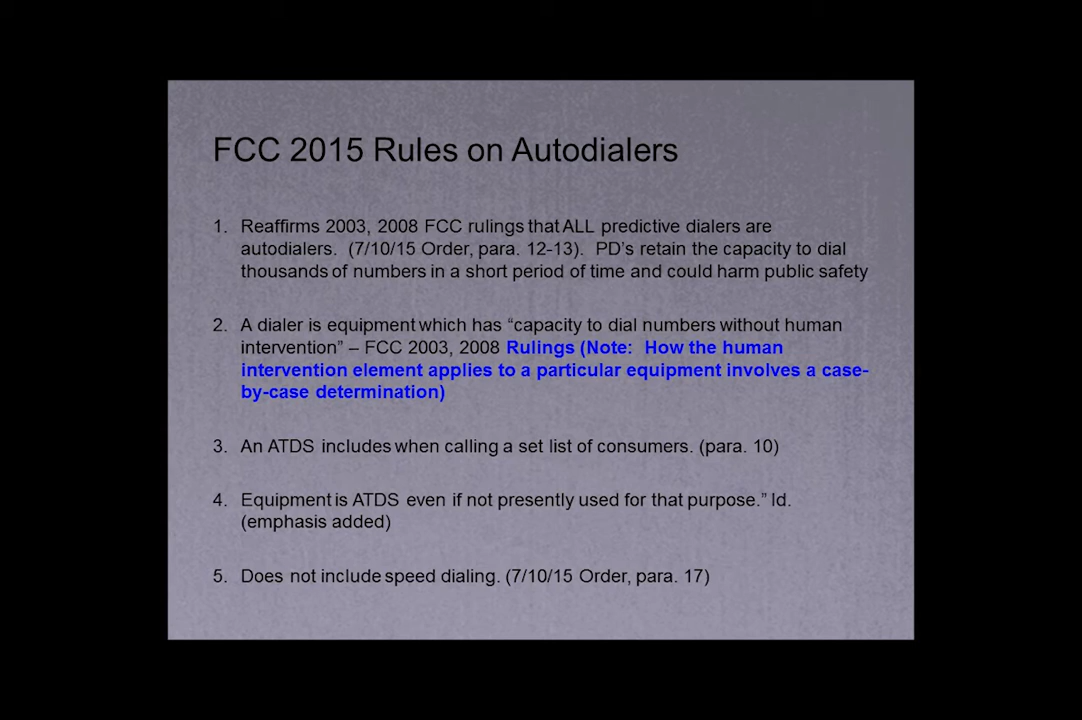 FCC 2015 Rules on Autodialers
1. Reaffirms 2003, 2008 FCC rulings that ALL predictive dialers are
autodialers. (7/10/15 Order, para. 12-13). PD's retain the capacity to dial
thousands of numbers in a short period of time and could harm public safety
2. A dialer is equipment which has “capacity to dial numbers without human
intervention” – FCC 2003, 2008 Rulings (Note: How the human
intervention element applies to a particular equipment involves a case-
by-case determination)
3. An ATDS includes when calling a set list of consumers. (para. 10)
4. Equipment is ATDS even if not presently used for that purpose.” Id.
(emphasis added)
5. Does not include speed dialing. (7/10/15 Order, para. 17)